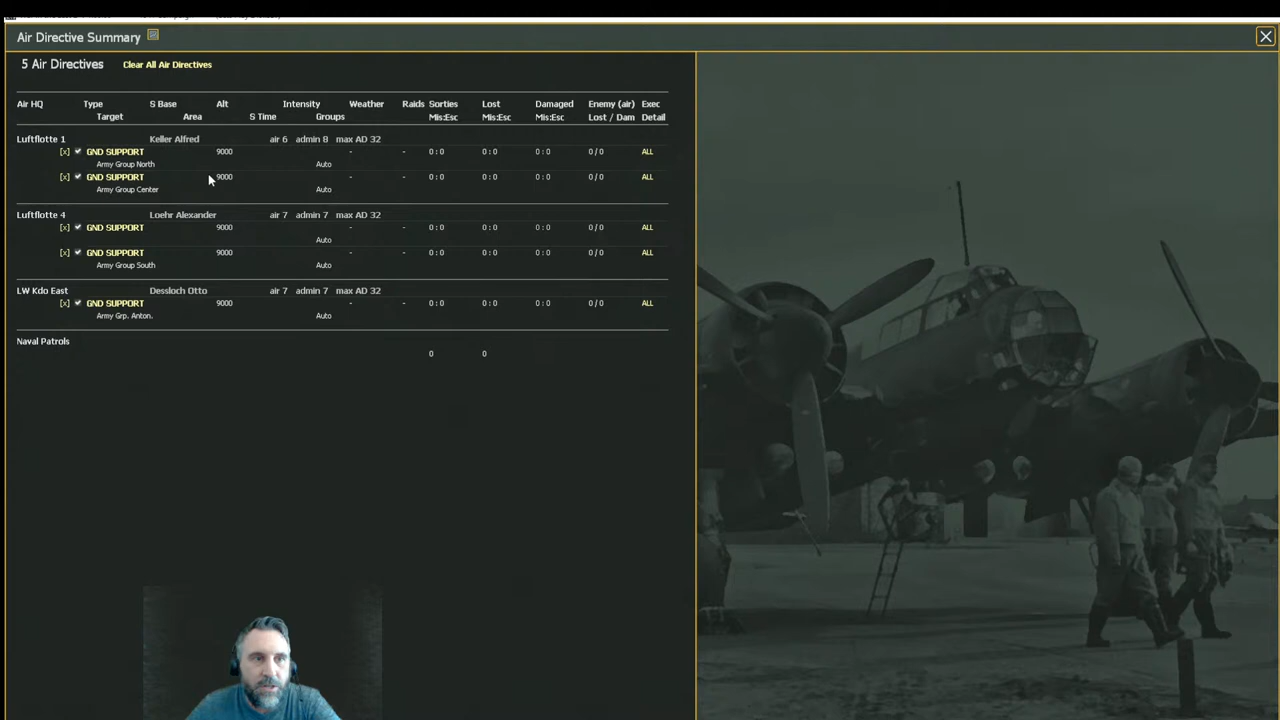 Air Directive Summary
5 Air Directives Clear All Air Directives
Air HQ Type S Base Alt Intensity Weather Raids Sorties Lost Damaged Enemy (air) Exec
Target Area S Time Groups Mis:Esc Mis:Esc Mis:Esc Lost / Dam Detail
Luftflotte 1 Keller Alfred air 6 admin 8 max AD 32
[x] GND SUPPORT 9000 - - 0 : 0 0 : 0 0 : 0 0 / 0 ALL
Army Group North Auto
[x] GND SUPPORT 9000 - - 0 : 0 0 : 0 0 : 0 0 / 0 ALL
Army Group Center Auto
Luftflotte 4 Loehr Alexander air 7 admin 7 max AD 32
[x] GND SUPPORT 9000 - - 0 : 0 0 : 0 0 : 0 0 / 0 ALL
Auto
[x] GND SUPPORT 9000 - - 0 : 0 0 : 0 0 : 0 0 / 0 ALL
Army Group South Auto
LW Kdo East Dessloch Otto air 7 admin 7 max AD 32
[x] GND SUPPORT 9000 - - 0 : 0 0 : 0 0 : 0 0 / 0 ALL
Army Grp. Anton. Auto
Naval Patrols
0 0